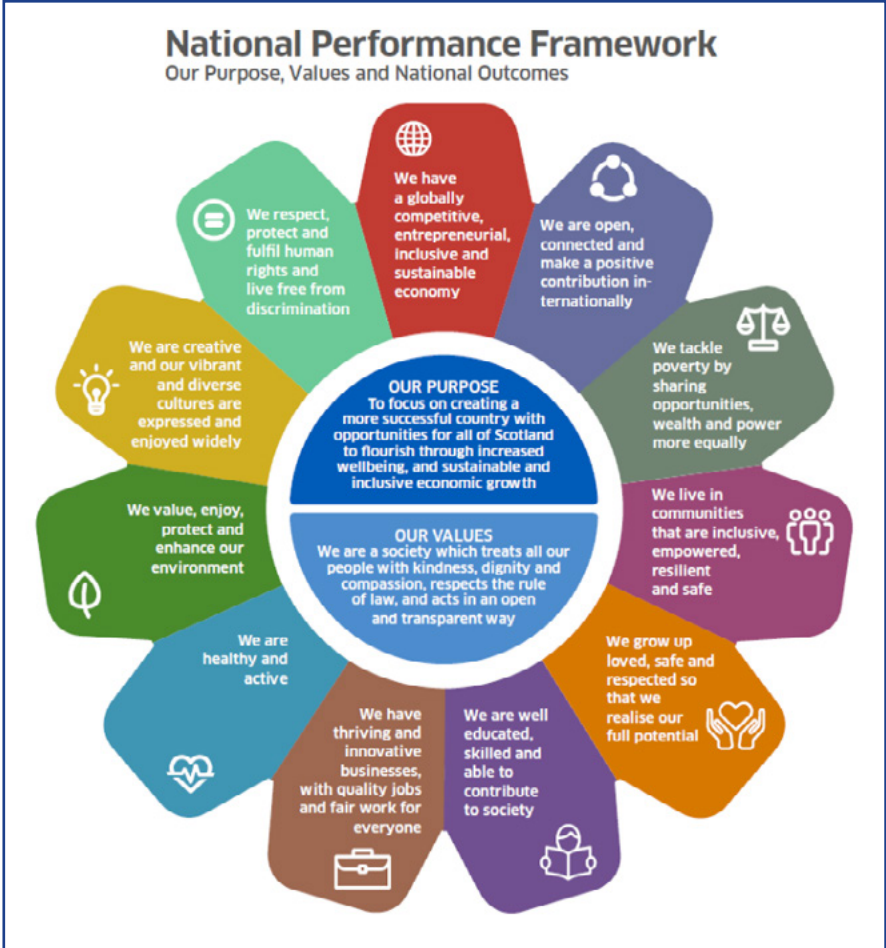 National Performance Framework
Our Purpose, Values and National Outcomes
We have
a globally
competitive,
entrepreneurial,
inclusive and
sustainable
economy
We are open,
connected and
make a positive
contribution in-
ternationally
We tackle
poverty by
sharing
opportunities,
wealth and power
more equally
We live in
communities
that are inclusive,
empowered,
resilient
and safe
We grow up
loved, safe and
respected so
that we
realise our
full potential
We are well
educated,
skilled and
able to
contribute
to society
We have
thriving and
innovative
businesses,
with quality jobs
and fair work for
everyone
We are
healthy and
active
We value, enjoy,
protect and
enhance our
environment
We are creative
and our vibrant
and diverse
cultures are
expressed and
enjoyed widely
We respect,
protect and
fulfil human
rights and
live free from
discrimination
OUR PURPOSE
To focus on creating a
more successful country with
opportunities for all of Scotland
to flourish through increased
wellbeing, and sustainable and
inclusive economic growth
OUR VALUES
We are a society which treats all our
people with kindness, dignity and
compassion, respects the rule
of law, and acts in an open
and transparent way